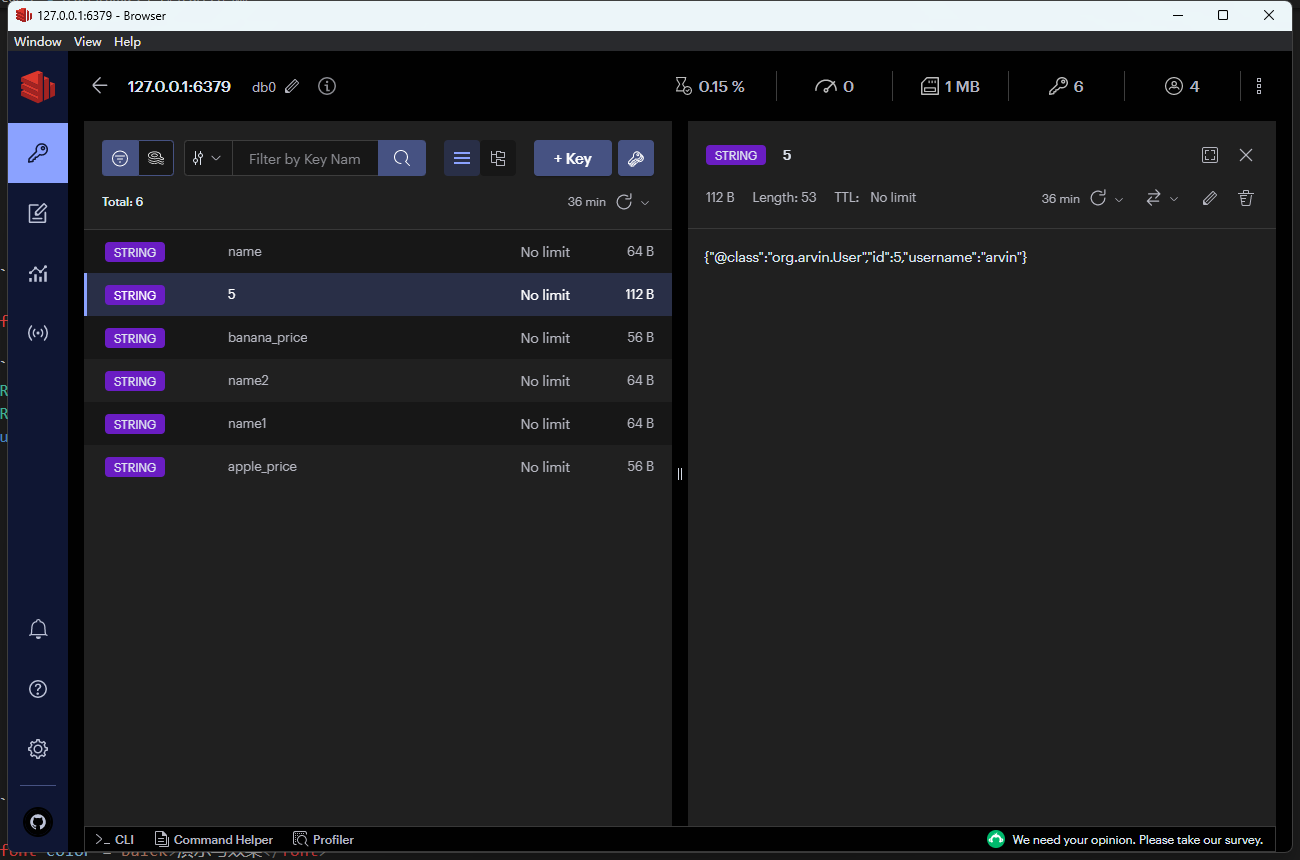 127.0.0.1:6379 - Browser
Window View Help
127.0.0.1:6379 db0 0.15 % 0 1 MB 6 4
Filter by Key Nam + Key
Total: 6 36 min
STRING name No limit 64 B
STRING 5 No limit 112 B
STRING banana_price No limit 56 B
STRING name2 No limit 64 B
STRING name1 No limit 64 B
STRING apple_price No limit 56 B
STRING 5
112 B Length: 53 TTL: No limit 36 min
{"@class":"org.arvin.User""id":5,"username":"arvin"}
>_ CLI Command Helper Profiler We need your opinion. Please take our survey.